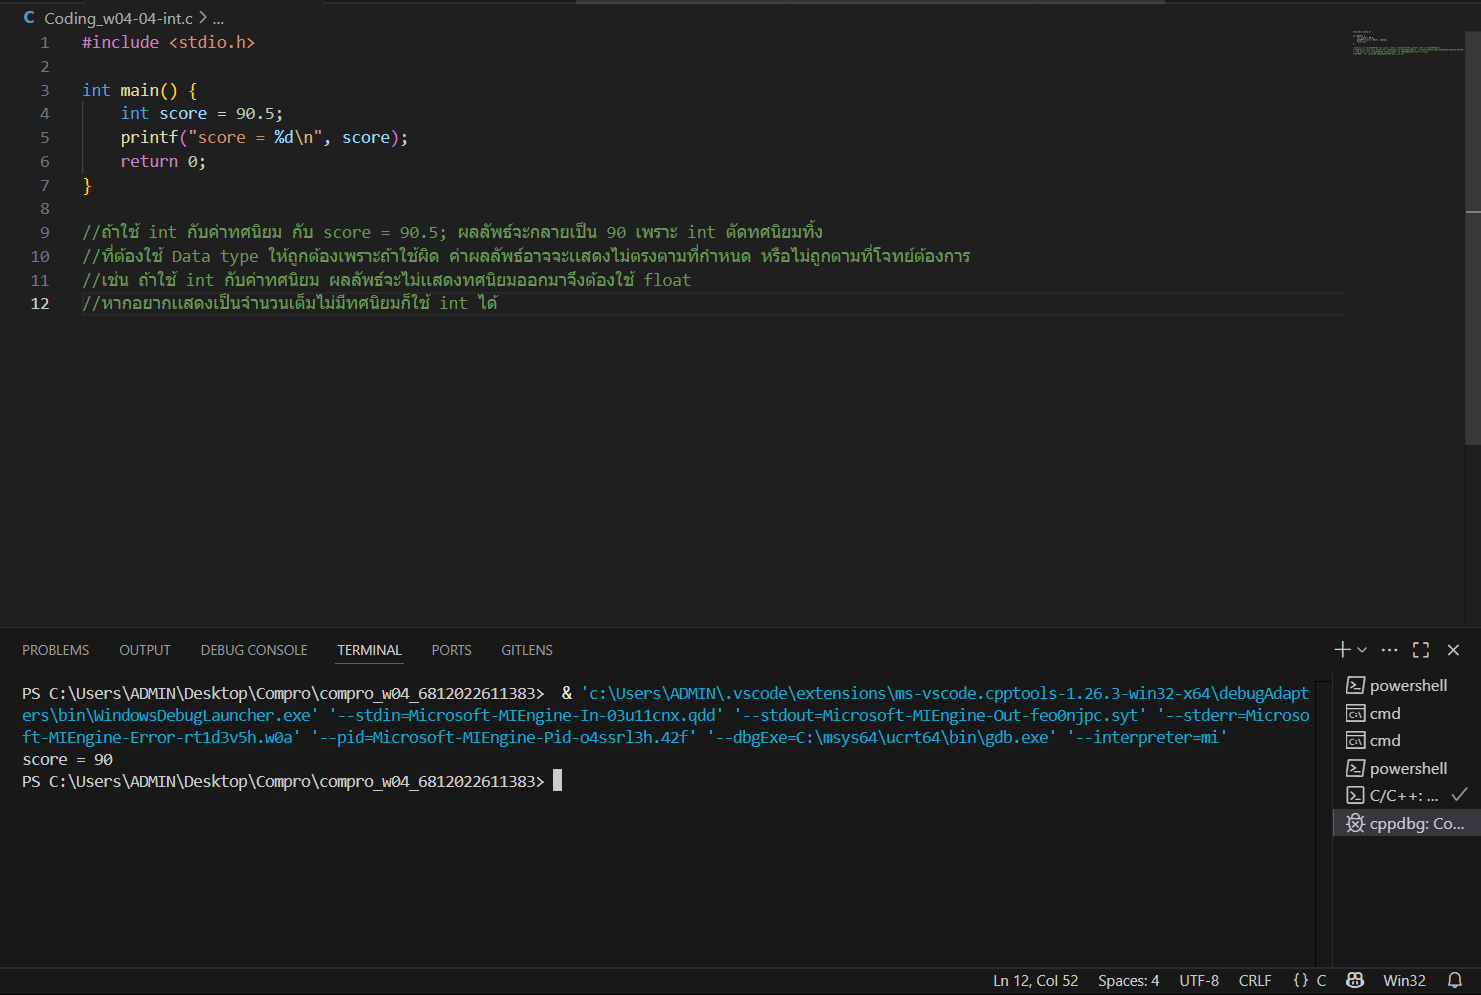 C Coding_w04-04-int.c > ...
1 #include <stdio.h>
2
3 int main() {
4 int score = 90.5;
5 printf("score = %d\n", score);
6 return 0;
7 }
8
9 //ถ้าใช้ int กับค่าทศนิยม กับ score = 90.5; ผลลัพธ์จะกลายเป็น 90 เพราะ int ตัดทศนิยมทิ้ง
10 //ที่ต้องใช้ Data type ให้ถูกต้องเพราะถ้าใช้ผิด ค่าผลลัพธ์อาจจะแสดงไม่ตรงตามที่กำหนด หรือไม่ถูกตามที่โจทย์ต้องการ
11 //เช่น ถ้าใช้ int กับค่าทศนิยม ผลลัพธ์จะไม่แสดงทศนิยมออกมาจึงต้องใช้ float
12 //หากอยากแสดงเป็นจำนวนเต็มไม่มีทศนิยมก็ใช้ int ได้
PROBLEMS OUTPUT DEBUG CONSOLE TERMINAL PORTS GITLENS
PS C:\Users\ADMIN\Desktop\Compro\compro_w04_6812022611383> & 'c:\Users\ADMIN\.vscode\extensions\ms-vscode.cpptools-1.26.3-win32-x64\debugAdapt
ers\bin\WindowsDebugLauncher.exe' '--stdin=Microsoft-MIEngine-In-03u11cnx.qdd' '--stdout=Microsoft-MIEngine-Out-feo0njpc.syt' '--stderr=Microso
ft-MIEngine-Error-rt1d3v5h.w0a' '--pid=Microsoft-MIEngine-Pid-o4ssrl3h.42f' '--dbgExe=C:\msys64\ucrt64\bin\gdb.exe' '--interpreter=mi'
score = 90
PS C:\Users\ADMIN\Desktop\Compro\compro_w04_6812022611383>
powershell
cmd
cmd
powershell
C/C++: ...
cppdbg: Co...
Ln 12, Col 52 Spaces: 4 UTF-8 CRLF {} C Win32